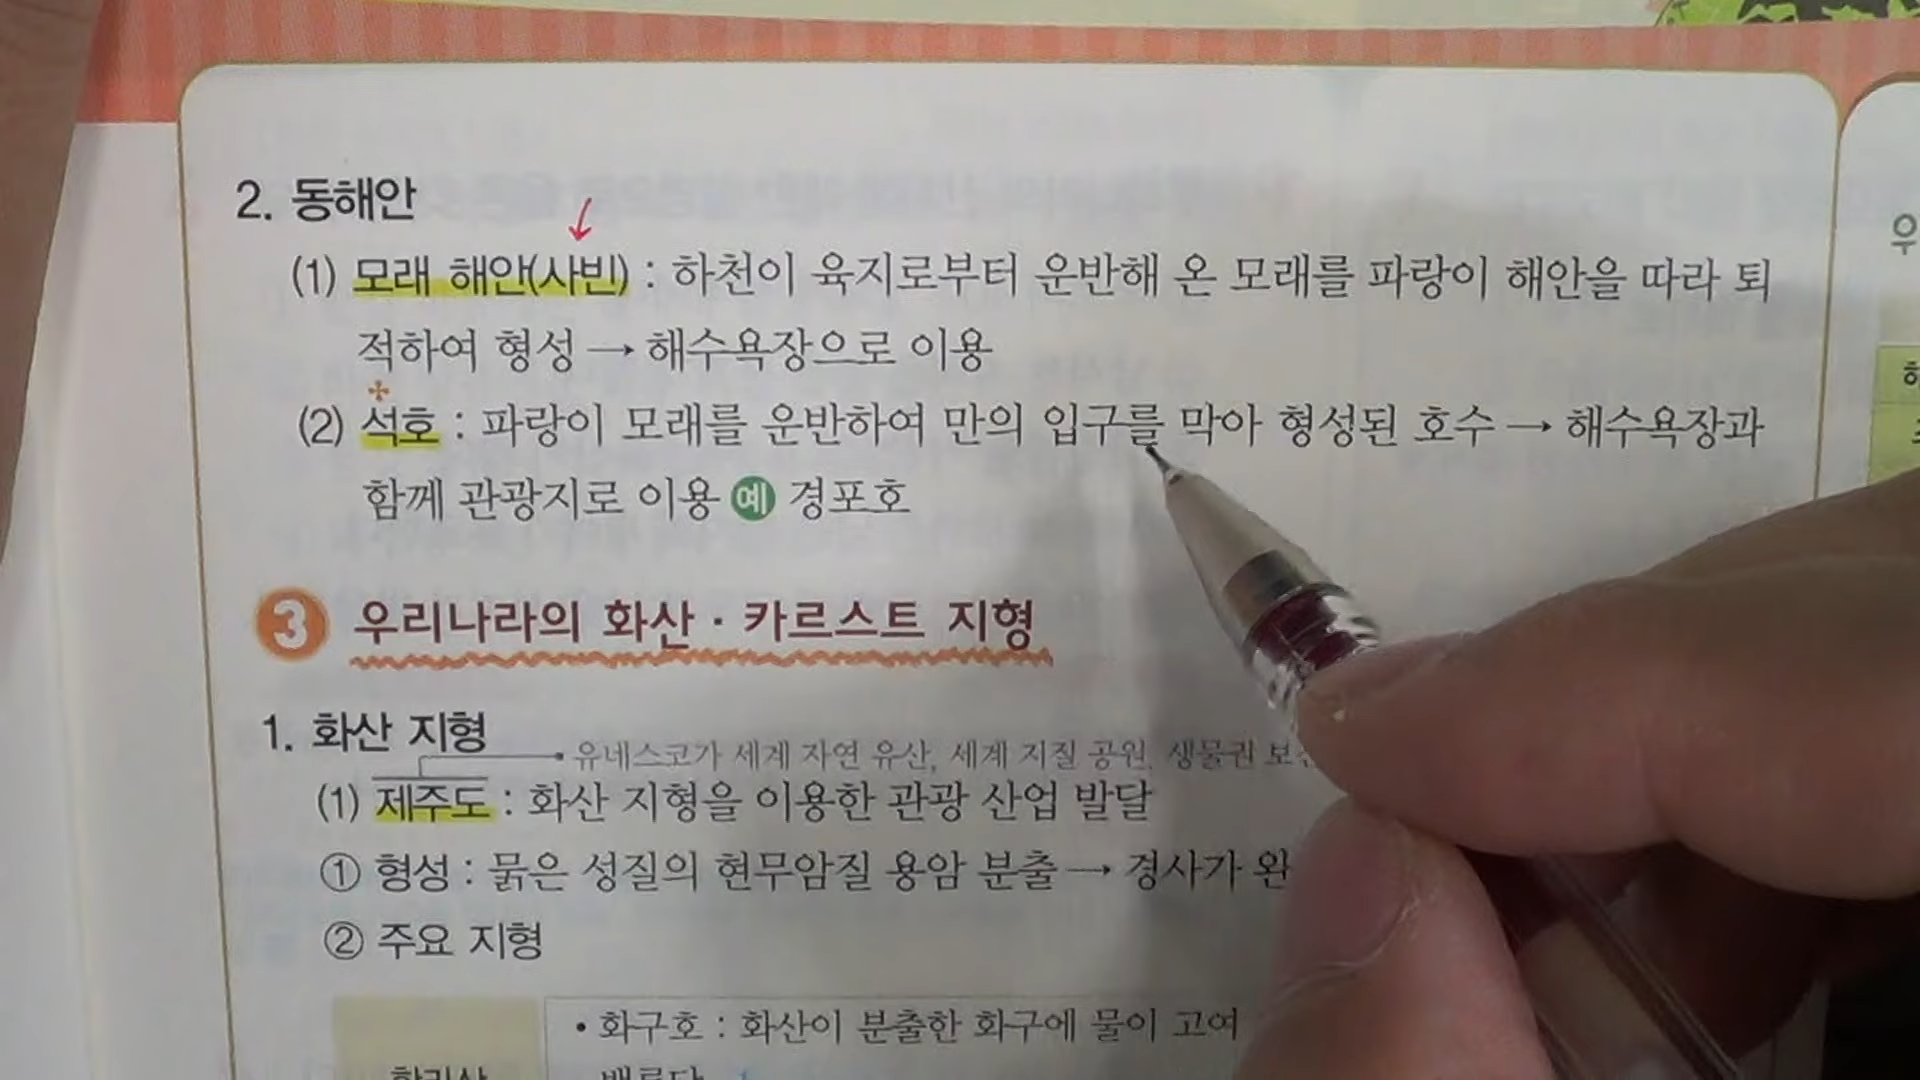 2. 동해안
(1) 모래 해안(사빈) : 하천이 육지로부터 운반해 온 모래를 파랑이 해안을 따라 퇴
적하여 형성 → 해수욕장으로 이용
(2) 석호 : 파랑이 모래를 운반하여 만의 입구를 막아 형성된 호수 → 해수욕장과
함께 관광지로 이용 예 경포호
3 우리나라의 화산·카르스트 지형
1. 화산 지형
유네스코가 세계 자연 유산, 세계 지질 공원, 생물권 보
(1) 제주도 : 화산 지형을 이용한 관광 산업 발달
① 형성 : 묽은 성질의 현무암질 용암 분출 → 경사가 완
② 주요 지형
• 화구호 : 화산이 분출한 화구에 물이 고여
우